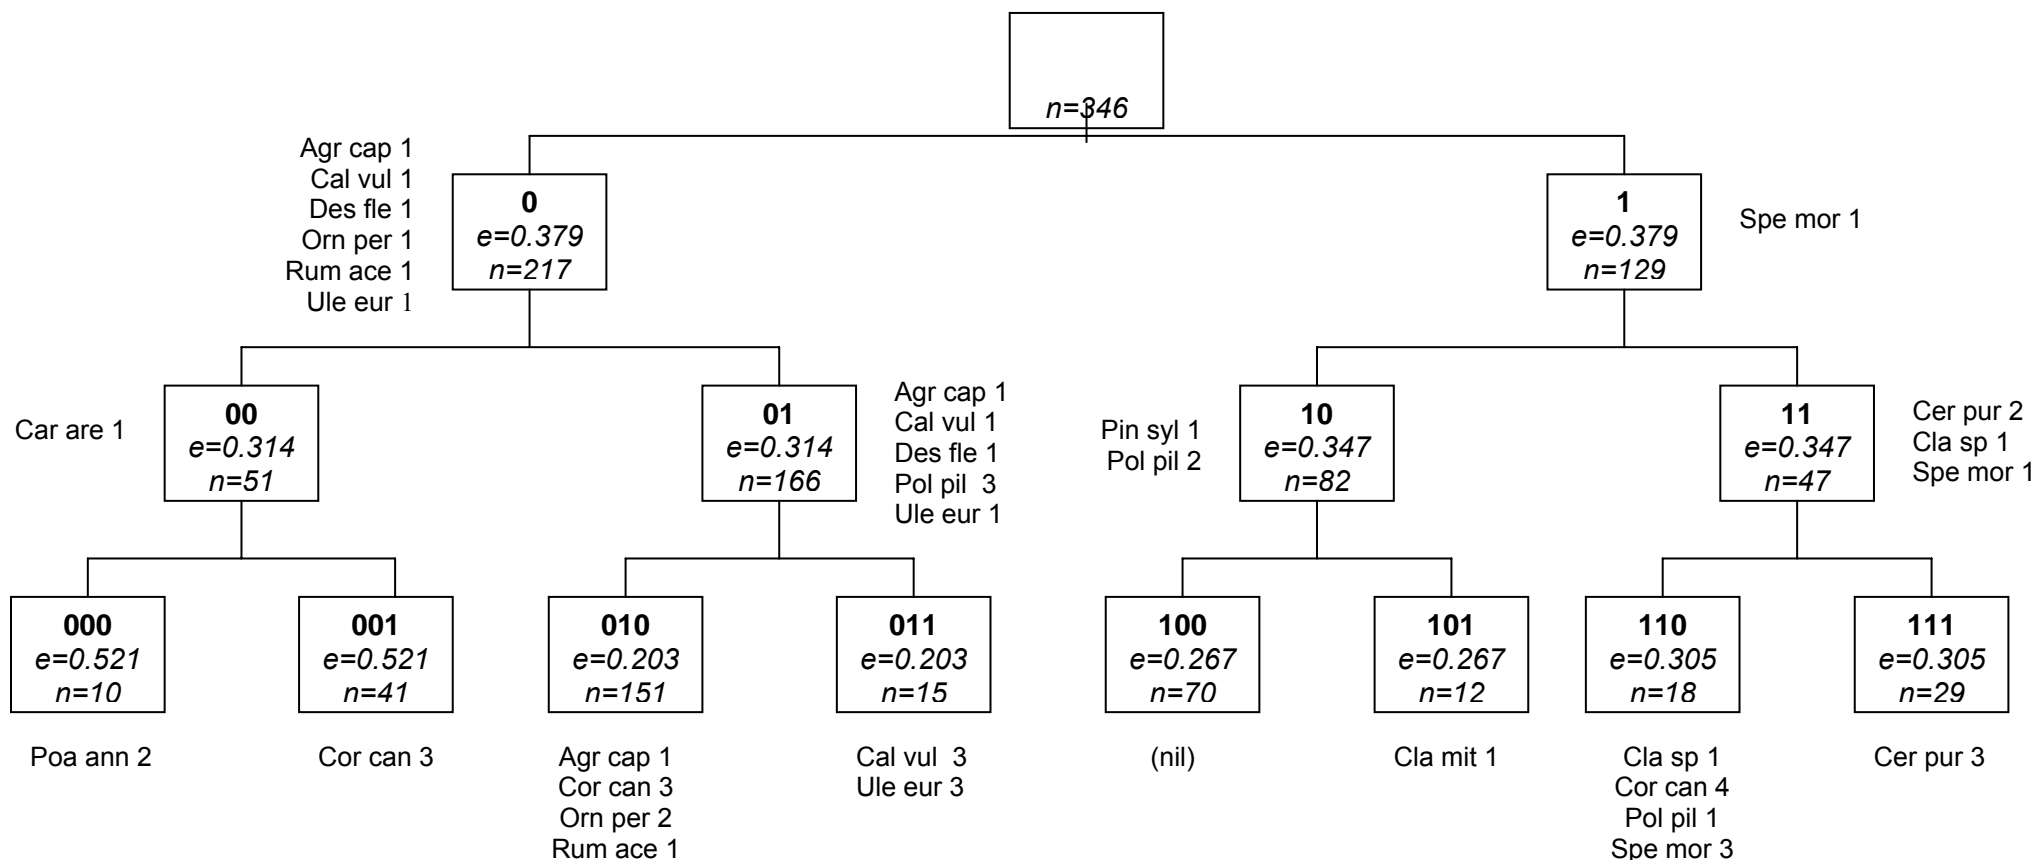 n=346
Agr cap 1
Cal vul 1
Des fle 1
Orn per 1
Rum ace 1
Ule eur 1
0
e=0.379
n=217
1
e=0.379
n=129
Spe mor 1
Car are 1
00
e=0.314
n=51
01
e=0.314
n=166
Agr cap 1
Cal vul 1
Des fle 1
Pol pil 3
Ule eur 1
Pin syl 1
Pol pil 2
10
e=0.347
n=82
11
e=0.347
n=47
Cer pur 2
Cla sp 1
Spe mor 1
000
e=0.521
n=10
001
e=0.521
n=41
010
e=0.203
n=151
011
e=0.203
n=15
100
e=0.267
n=70
101
e=0.267
n=12
110
e=0.305
n=18
111
e=0.305
n=29
Poa ann 2
Cor can 3
Agr cap 1
Cor can 3
Orn per 2
Rum ace 1
Cal vul 3
Ule eur 3
(nil)
Cla mit 1
Cla sp 1
Cor can 4
Pol pil 1
Spe mor 3
Cer pur 3